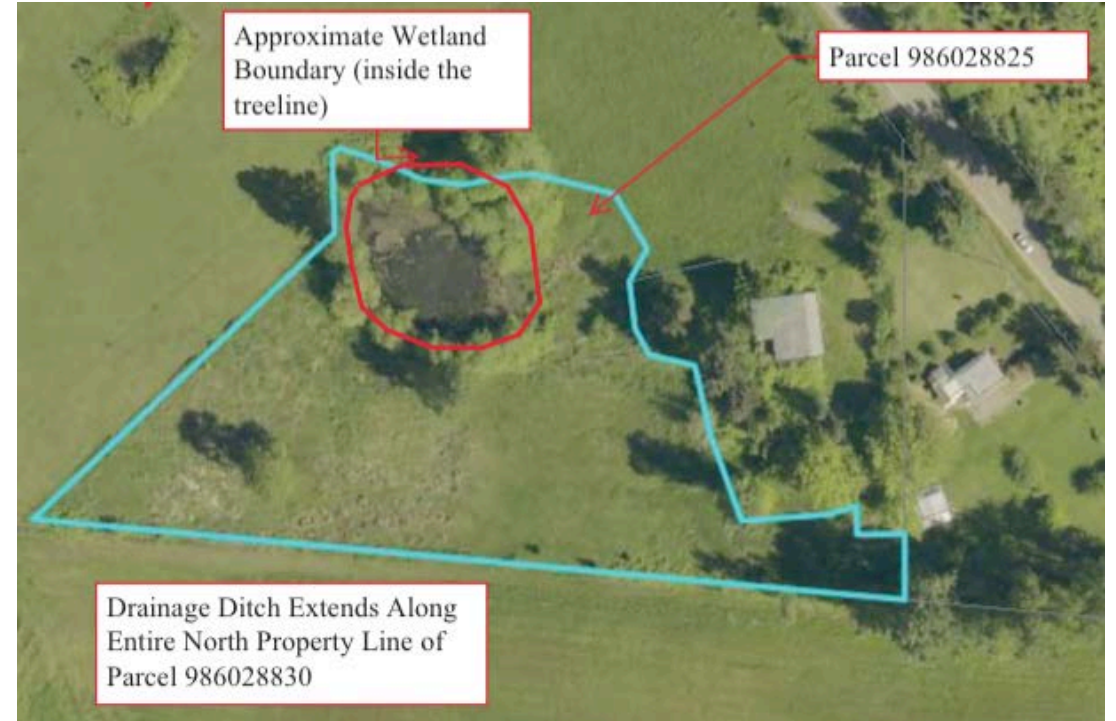 Approximate Wetland
Boundary (inside the
treeline)
Parcel 986028825
Drainage Ditch Extends Along
Entire North Property Line of
Parcel 986028830